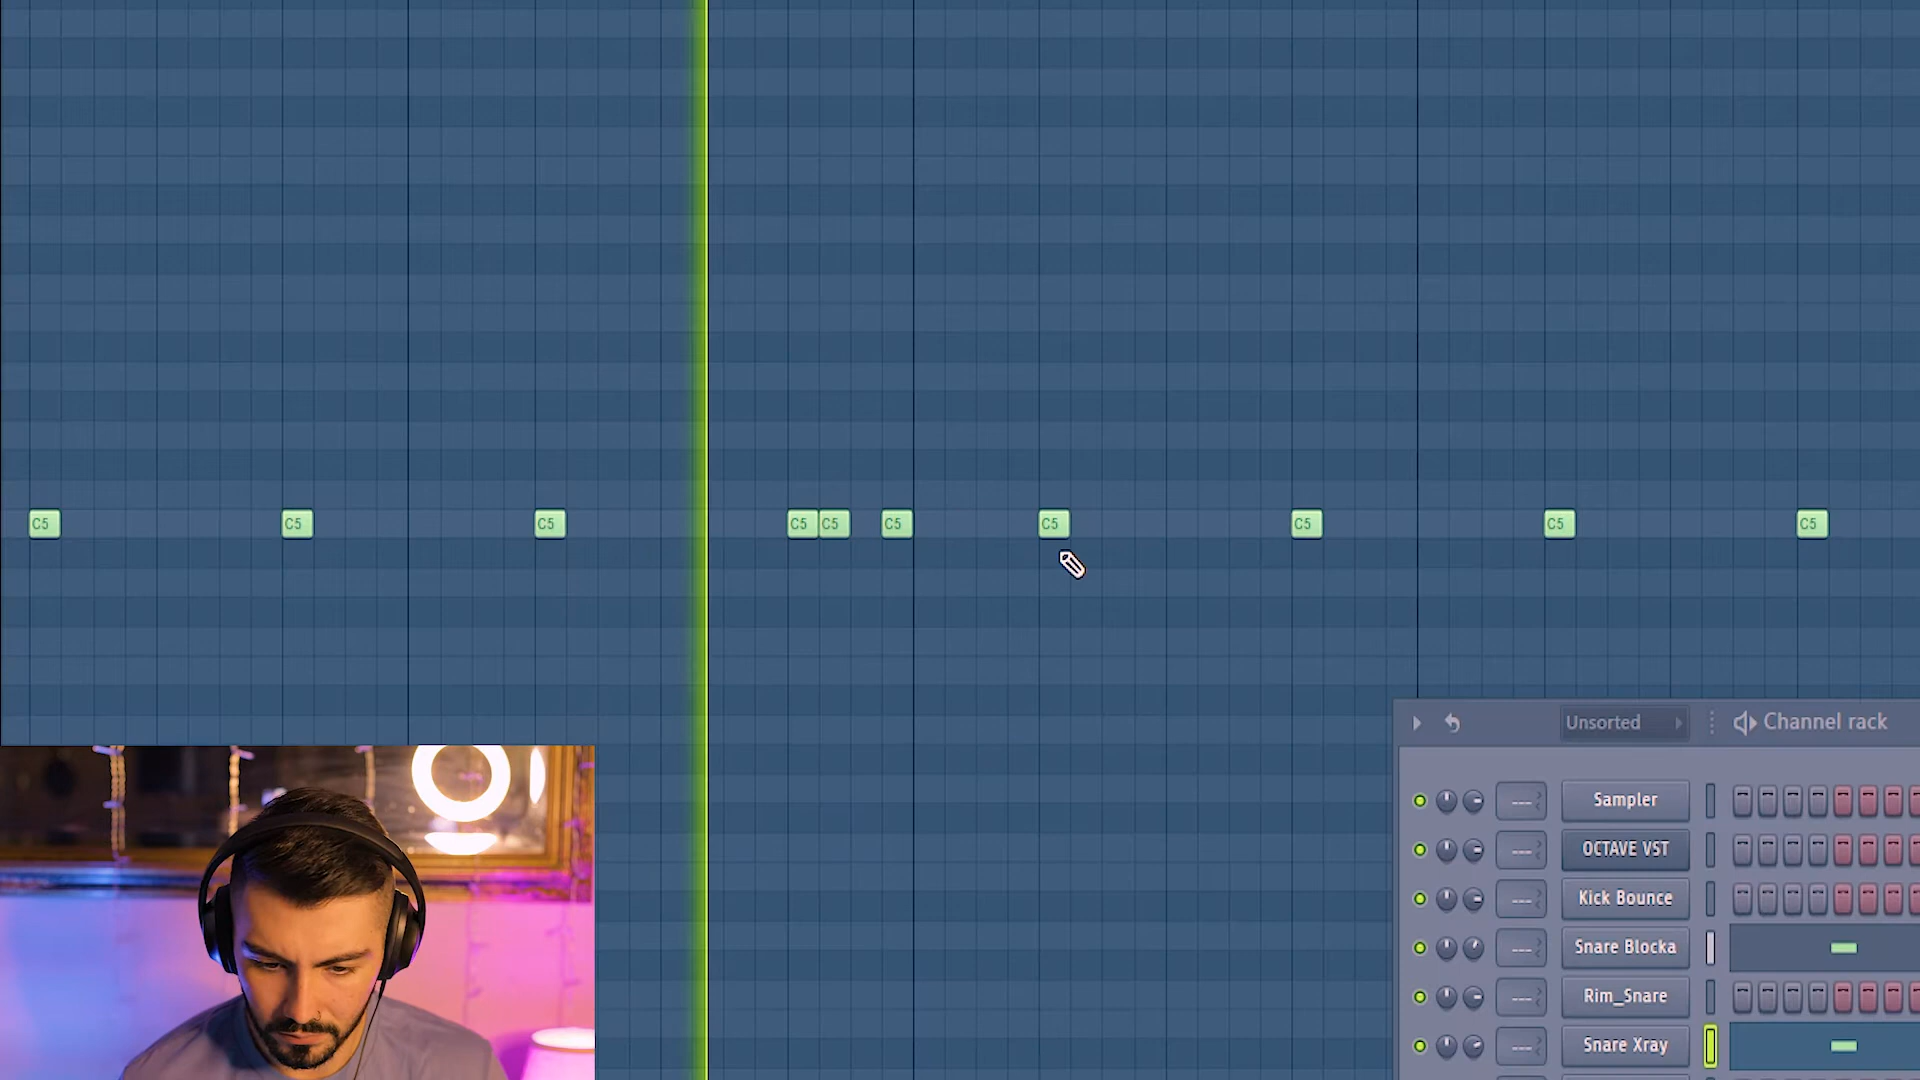 C5 C5 C5 C5 C5 C5 C5 C5 C5 C5
Unsorted Channel rack
Sampler
OCTAVE VST
Kick Bounce
Snare Blocka
Rim_Snare
Snare Xray